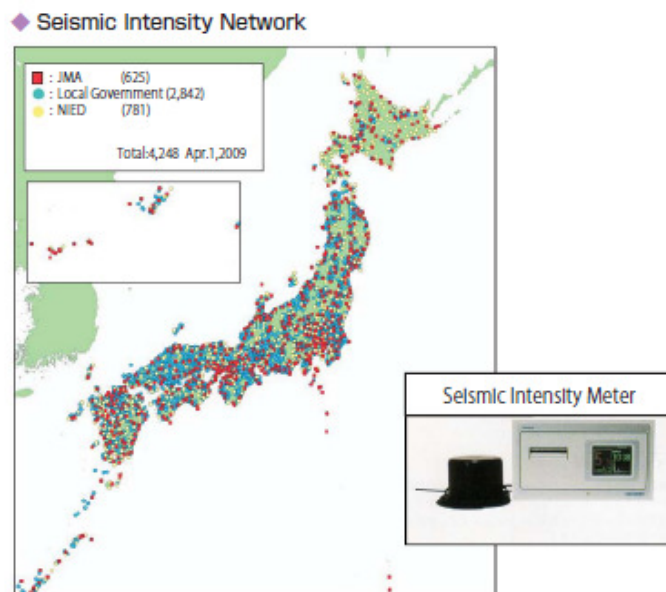 Seismic Intensity Network
: JMA (625)
: Local Government (2,842)
: NIED (781)
Total:4,248 Apr.1,2009
Seismic Intensity Meter